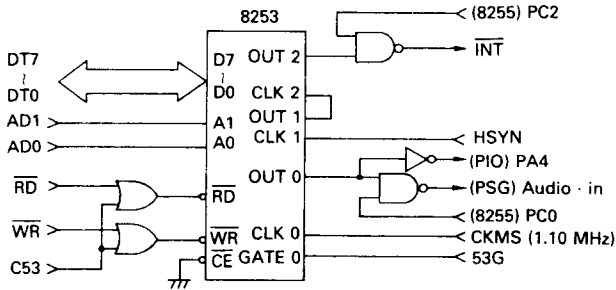 8253
(8255) PC2
DT7
~
DT0
D7
~
D0
OUT 2
INT
CLK 2
OUT 1
AD1
A1
CLK 1
HSYN
AD0
A0
OUT 0
(PIO) PA4
RD
RD
(PSG) Audio · in
(8255) PC0
WR
WR
CLK 0
CKMS (1.10 MHz)
C53
CE
GATE 0
53G